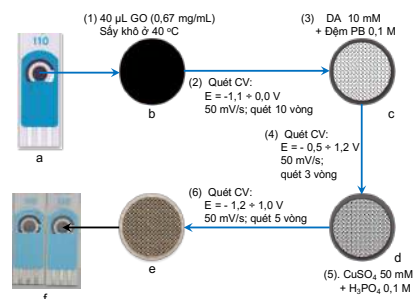 (1) 40 µL GO (0,67 mg/mL)
Sấy khô ở 40 °C
110
a
b
(2) Quét CV:
E = -1,1 ÷ 0,0 V
50 mV/s; quét 10 vòng
(3) DA 10 mM
+ Đệm PB 0,1 M
c
(4) Quét CV:
E = - 0,5 ÷ 1,2 V
50 mV/s;
quét 3 vòng
d
(5). CuSO₄ 50 mM
+ H₃PO₄ 0,1 M
(6) Quét CV:
E = - 1,2 ÷ 1,0 V
50 mV/s; quét 5 vòng
e
f